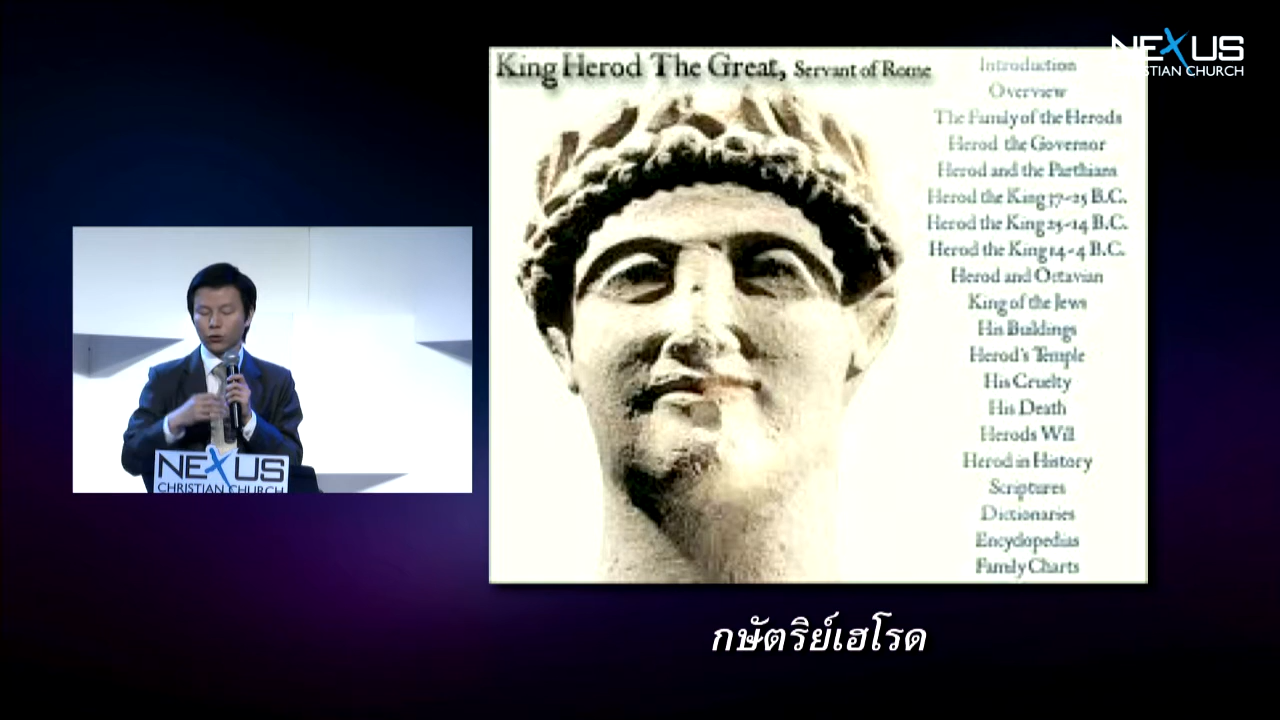 NEXUS
CHRISTIAN CHURCH
King Herod The Great, Servant of Rome
Introduction
Overview
The Family of the Herods
Herod the Governor
Herod and the Parthians
Herod the King 37-25 B.C.
Herod the King 25-14 B.C.
Herod the King 14-4 B.C.
Herod and Octavian
King of the Jews
His Buildings
Herod's Temple
His Cruelty
His Death
Herods Will
Herod in History
Scriptures
Dictionaries
Encyclopedias
Family Charts
NEXUS
CHRISTIAN CHURCH
กษัตริย์เฮโรด